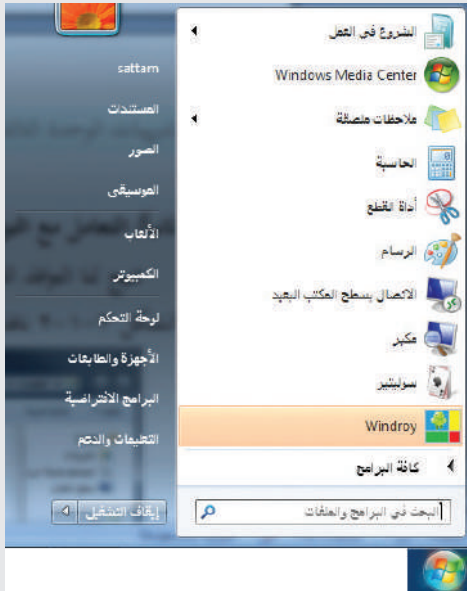 الشروع في العمل
Windows Media Center
ملاحظات ملصقة
الحاسبة
أداة القطع
الرسام
الاتصال بسطح المكتب البعيد
مكبر
سوليتير
Windroy
كافة البرامج
البحث في البرامج والملفات
sattam
المستندات
الصور
الموسيقى
الألعاب
الكمبيوتر
لوحة التحكم
الأجهزة والطابعات
البرامج الافتراضية
التعليمات والدعم
إيقاف التشغيل